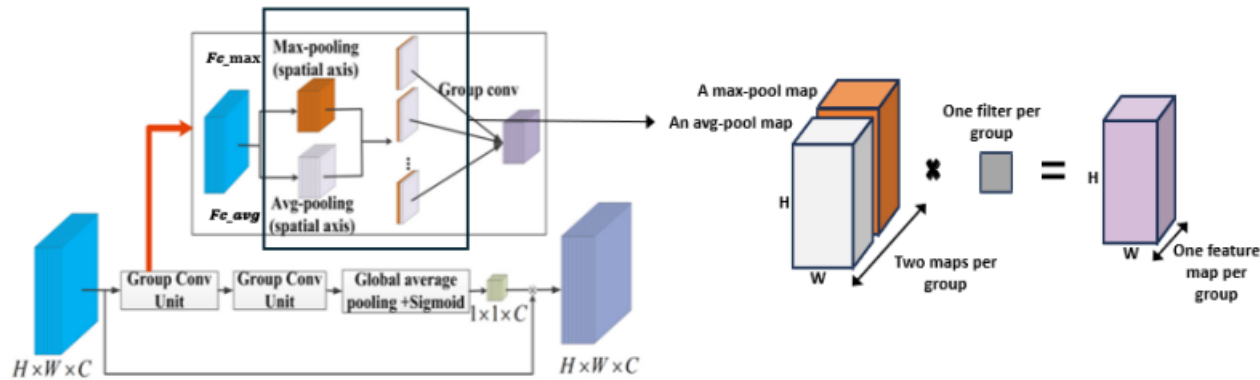 Fc_max
Max-pooling
(spatial axis)
Group conv
...
Fc_avg
Avg-pooling
(spatial axis)
Group Conv
Unit
Group Conv
Unit
Global average
pooling +Sigmoid
1×1×C
H×W×C
H×W×C
A max-pool map
An avg-pool map
One filter per
group
H
W
Two maps per
group
H
W
One feature
map per
group